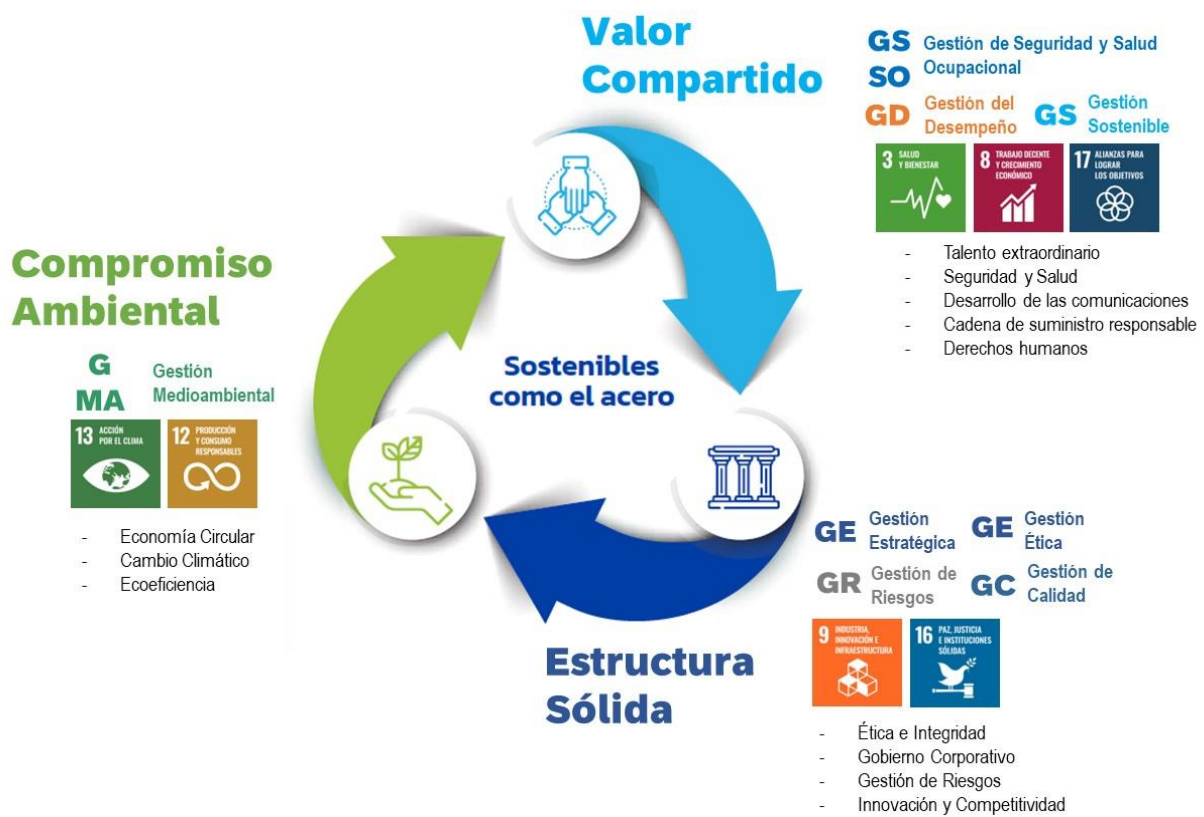 Valor
Compartido
GS
SO
Gestión de Seguridad y Salud
Ocupacional
GD
Gestión del
Desempeño
GS
Gestión
Sostenible
3 SALUD
Y BIENESTAR
8 TRABAJO DECENTE
Y CRECIMIENTO
ECONÓMICO
17 ALIANZAS PARA
LOGRAR
LOS OBJETIVOS
- Talento extraordinario
- Seguridad y Salud
- Desarrollo de las comunicaciones
- Cadena de suministro responsable
- Derechos humanos
Compromiso
Ambiental
G
MA
Gestión
Medioambiental
13 ACCIÓN
POR EL CLIMA
12 PRODUCCIÓN
Y CONSUMO
RESPONSABLES
- Economía Circular
- Cambio Climático
- Ecoeficiencia
Sostenibles
como el acero
Estructura
Sólida
GE
Gestión
Estratégica
GE
Gestión
Ética
GR
Gestión de
Riesgos
GC
Gestión de
Calidad
9 INDUSTRIA,
INNOVACIÓN E
INFRAESTRUCTURA
16 PAZ, JUSTICIA
E INSTITUCIONES
SÓLIDAS
- Ética e Integridad
- Gobierno Corporativo
- Gestión de Riesgos
- Innovación y Competitividad